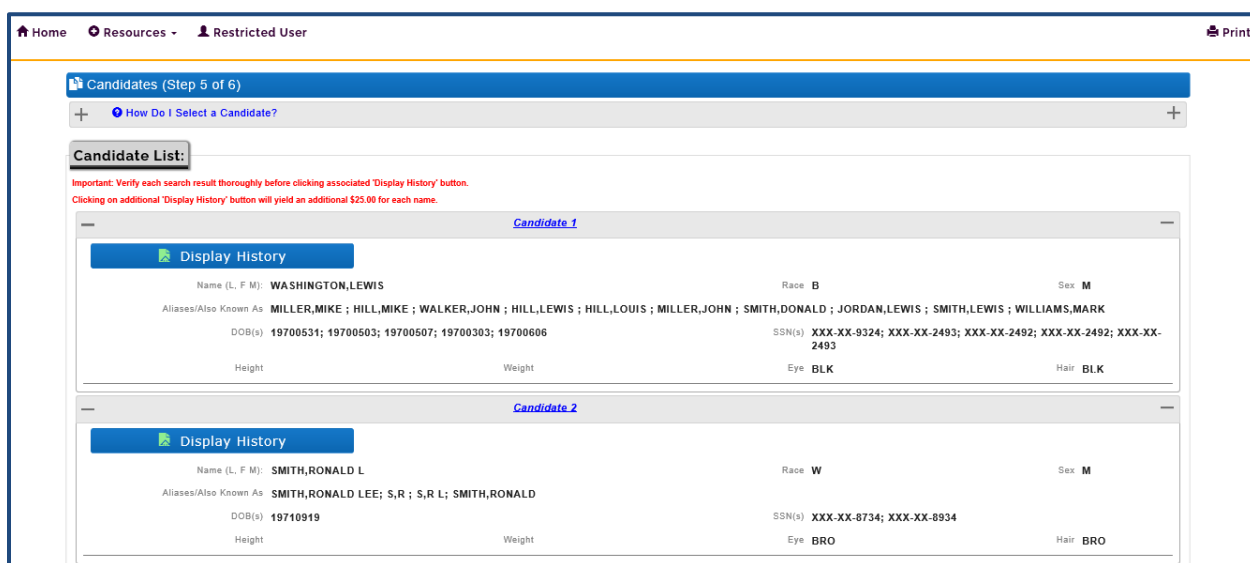 Home Resources Restricted User Print
Candidates (Step 5 of 6)
How Do I Select a Candidate?
Candidate List:
Important: Verify each search result thoroughly before clicking associated 'Display History' button.
Clicking on additional 'Display History' button will yield an additional $25.00 for each name.
Candidate 1
Display History
Name (L, F M): WASHINGTON,LEWIS Race B Sex M
Aliases/Also Known As MILLER,MIKE ; HILL,MIKE ; WALKER,JOHN ; HILL,LEWIS ; HILL,LOUIS ; MILLER,JOHN ; SMITH,DONALD ; JORDAN,LEWIS ; SMITH,LEWIS ; WILLIAMS,MARK
DOB(s) 19700531; 19700503; 19700507; 19700303; 19700606 SSN(s) XXX-XX-9324; XXX-XX-2493; XXX-XX-2492; XXX-XX-2492; XXX-XX-
2493
Height Weight Eye BLK Hair BLK
Candidate 2
Display History
Name (L, F M): SMITH,RONALD L Race W Sex M
Aliases/Also Known As SMITH,RONALD LEE; S,R ; S,R L; SMITH,RONALD
DOB(s) 19710919 SSN(s) XXX-XX-8734; XXX-XX-8934
Height Weight Eye BRO Hair BRO